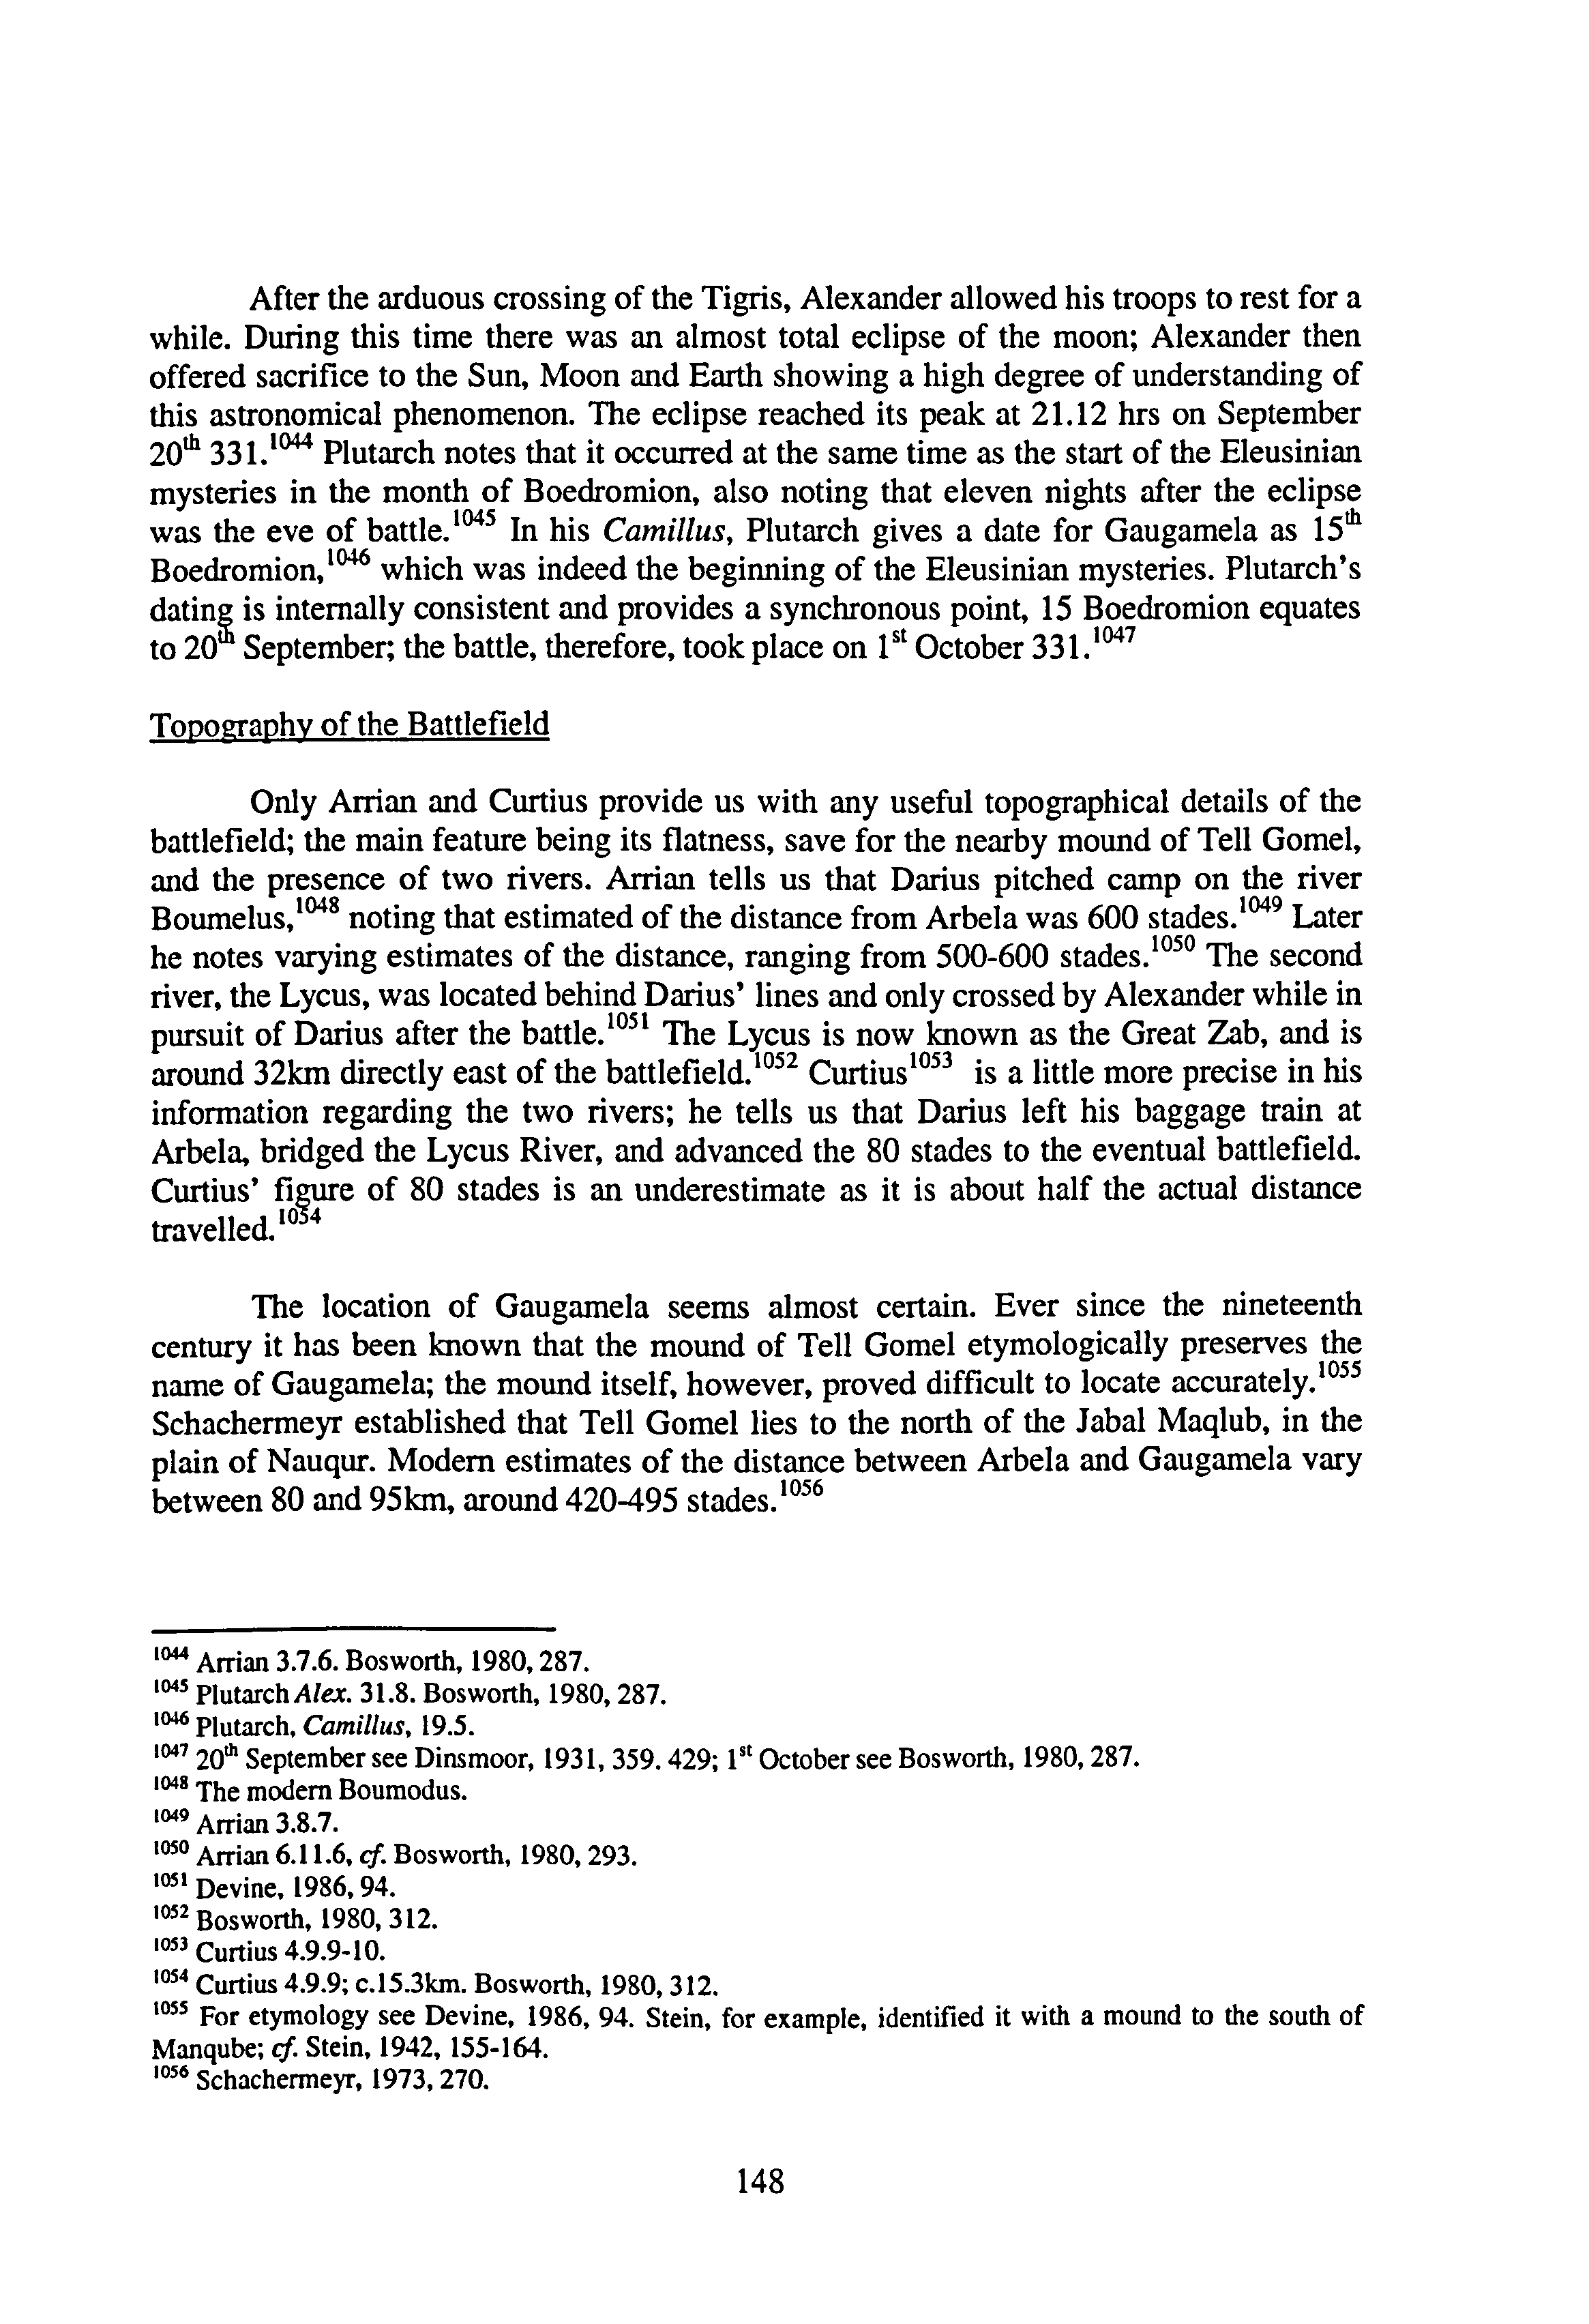 After the arduous crossing of the Tigris, Alexander allowed his troops to rest for a
while. During this time there was an almost total eclipse of the moon; Alexander then
offered sacrifice to the Sun, Moon and Earth showing a high degree of understanding of
this astronomical phenomenon. The eclipse reached its peak at 21.12 hrs on September
20th 331.1044 Plutarch notes that it occurred at the same time as the start of the Eleusinian
mysteries in the month of Boedromion, also noting that eleven nights after the eclipse
was the eve of battle.1045 In his Camillus, Plutarch gives a date for Gaugamela as 15th
Boedromion,1046 which was indeed the beginning of the Eleusinian mysteries. Plutarch's
dating is internally consistent and provides a synchronous point, 15 Boedromion equates
to 20th September; the battle, therefore, took place on 1st October 331.1047
Topography of the Battlefield
Only Arrian and Curtius provide us with any useful topographical details of the
battlefield; the main feature being its flatness, save for the nearby mound of Tell Gomel,
and the presence of two rivers. Arrian tells us that Darius pitched camp on the river
Boumelus,1048 noting that estimated of the distance from Arbela was 600 stades.1049 Later
he notes varying estimates of the distance, ranging from 500-600 stades.1050 The second
river, the Lycus, was located behind Darius' lines and only crossed by Alexander while in
pursuit of Darius after the battle.1051 The Lycus is now known as the Great Zab, and is
around 32km directly east of the battlefield.1052 Curtius1053 is a little more precise in his
information regarding the two rivers; he tells us that Darius left his baggage train at
Arbela, bridged the Lycus River, and advanced the 80 stades to the eventual battlefield.
Curtius' figure of 80 stades is an underestimate as it is about half the actual distance
travelled.1054
The location of Gaugamela seems almost certain. Ever since the nineteenth
century it has been known that the mound of Tell Gomel etymologically preserves the
name of Gaugamela; the mound itself, however, proved difficult to locate accurately.1055
Schachermeyr established that Tell Gomel lies to the north of the Jabal Maqlub, in the
plain of Nauqur. Modern estimates of the distance between Arbela and Gaugamela vary
between 80 and 95km, around 420-495 stades.1056
1044 Arrian 3.7.6. Bosworth, 1980, 287.
1045 Plutarch Alex. 31.8. Bosworth, 1980, 287.
1046 Plutarch, Camillus, 19.5.
1047 20th September see Dinsmoor, 1931, 359. 429; 1st October see Bosworth, 1980, 287.
1048 The modern Boumodus.
1049 Arrian 3.8.7.
1050 Arrian 6.11.6, cf. Bosworth, 1980, 293.
1051 Devine, 1986, 94.
1052 Bosworth, 1980, 312.
1053 Curtius 4.9.9-10.
1054 Curtius 4.9.9; c.15.3km. Bosworth, 1980, 312.
1055 For etymology see Devine, 1986, 94. Stein, for example, identified it with a mound to the south of
Manqube; cf. Stein, 1942, 155-164.
1056 Schachermeyr, 1973, 270.
148